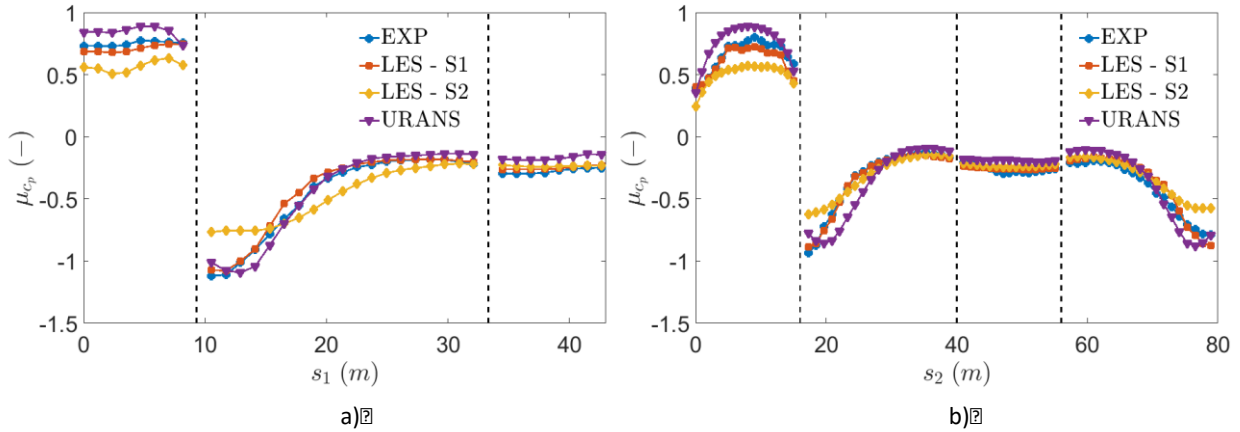 1
0.5
0
-0.5
-1
-1.5
μ_{c_p} (−)
EXP
LES - S1
LES - S2
URANS
0 10 20 30 40
s_1 (m)
a)⍰
1
0.5
0
-0.5
-1
-1.5
μ_{c_p} (−)
EXP
LES - S1
LES - S2
URANS
0 20 40 60 80
s_2 (m)
b)⍰